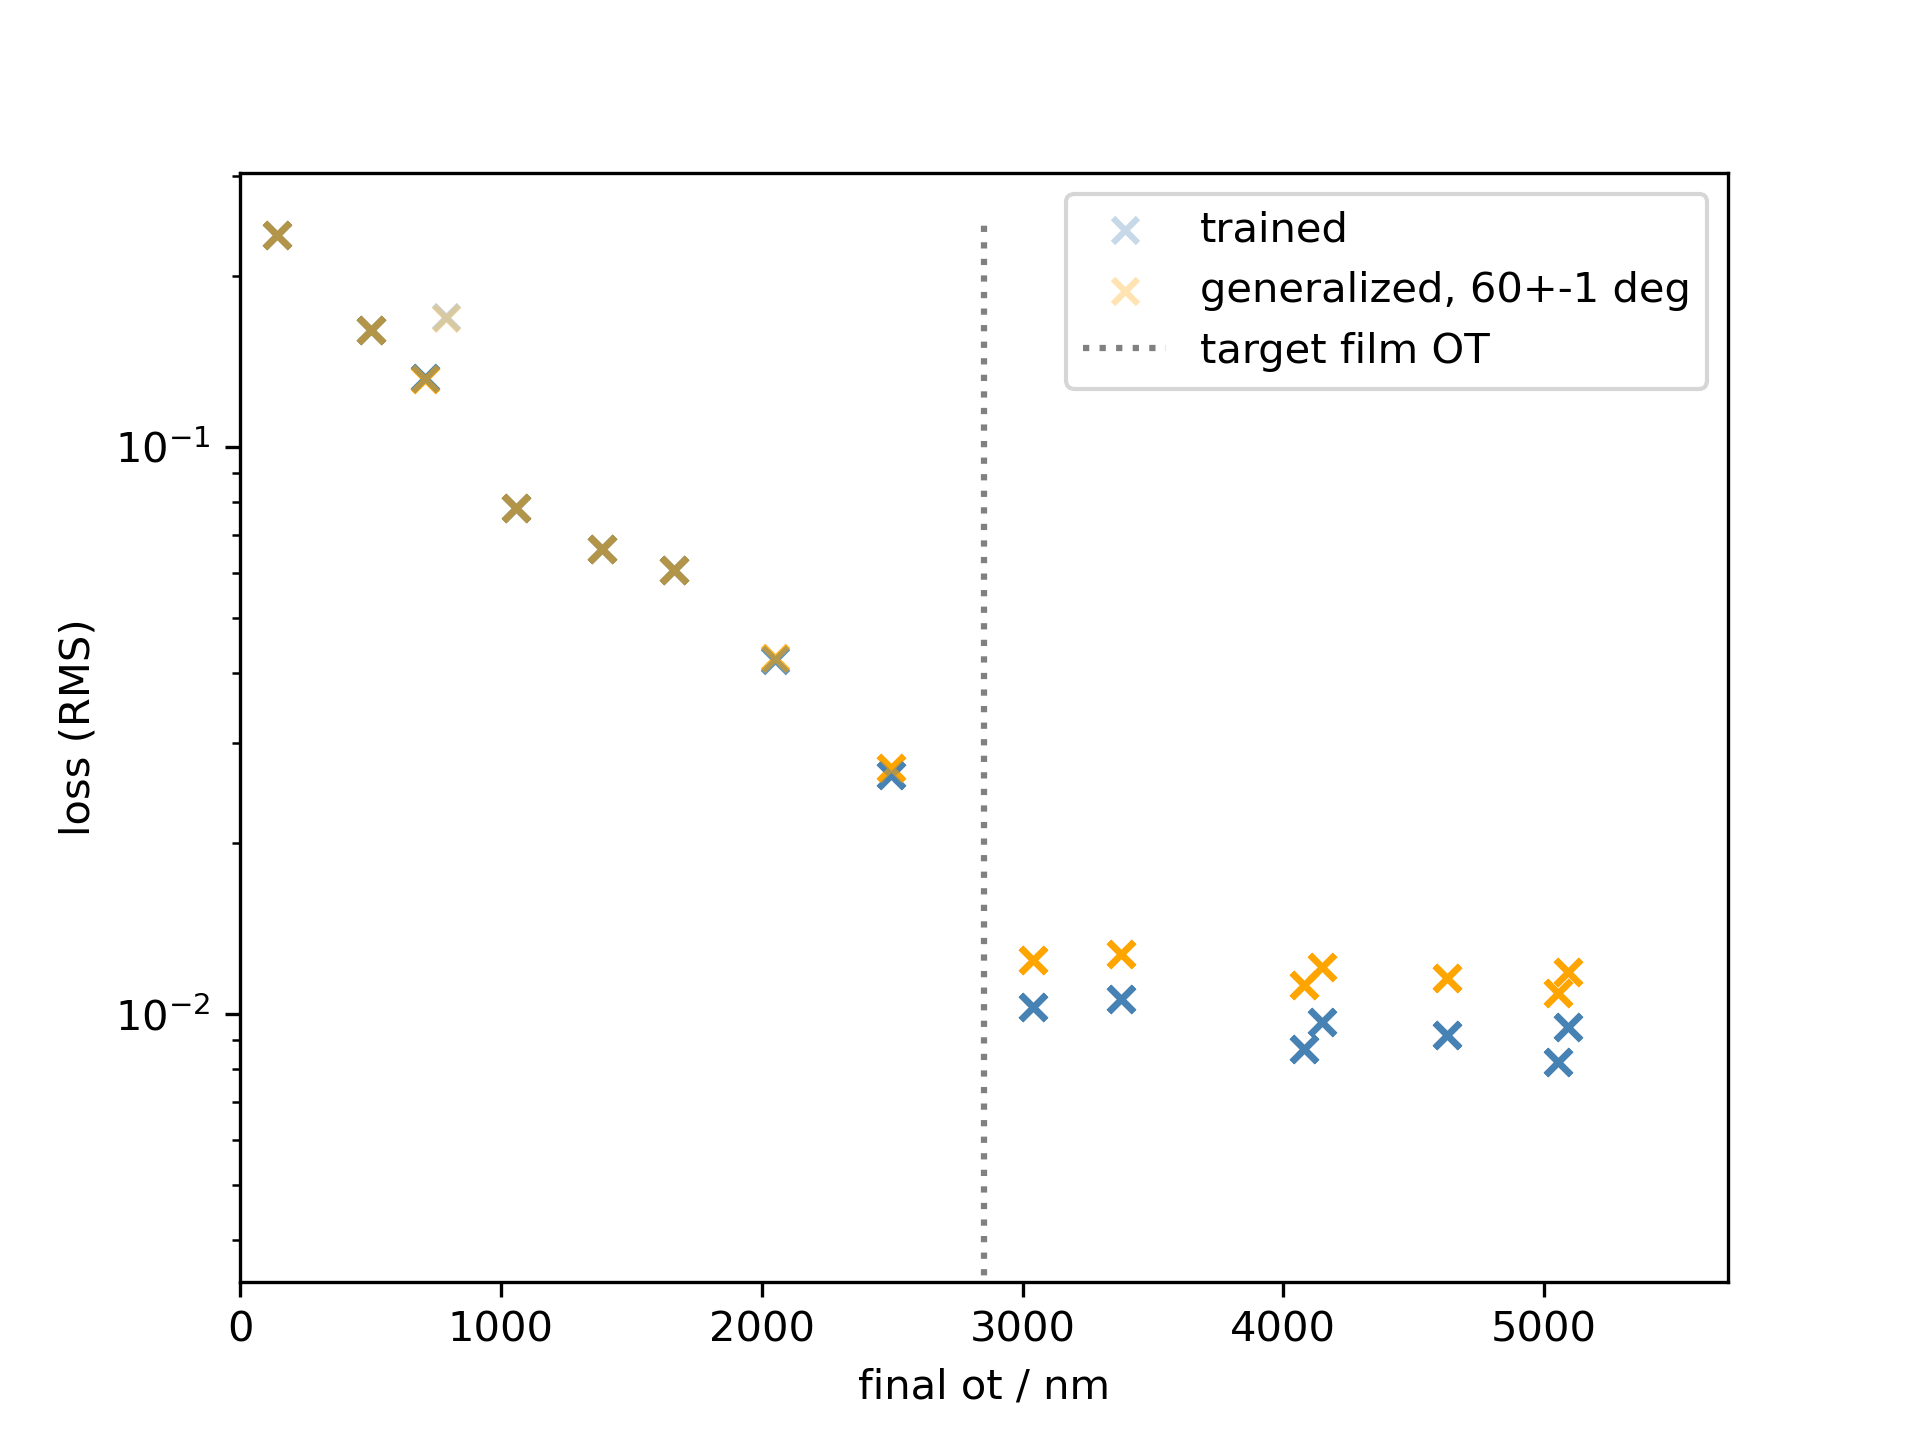 trained
generalized, 60+-1 deg
target film OT
10⁻¹
10⁻²
loss (RMS)
0 1000 2000 3000 4000 5000
final ot / nm